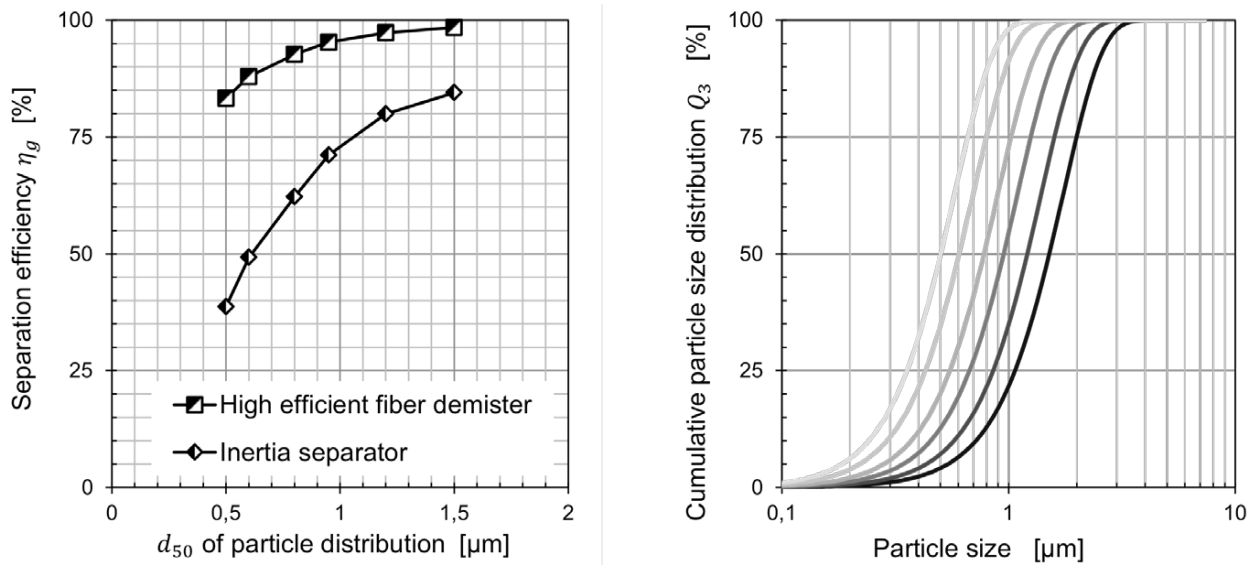 Separation efficiency η_g [%]
100
75
50
25
0
High efficient fiber demister
Inertia separator
0 0,5 1 1,5 2
d₅₀ of particle distribution [µm]
Cumulative particle size distribution Q₃ [%]
100
75
50
25
0
0,1 1 10
Particle size [µm]